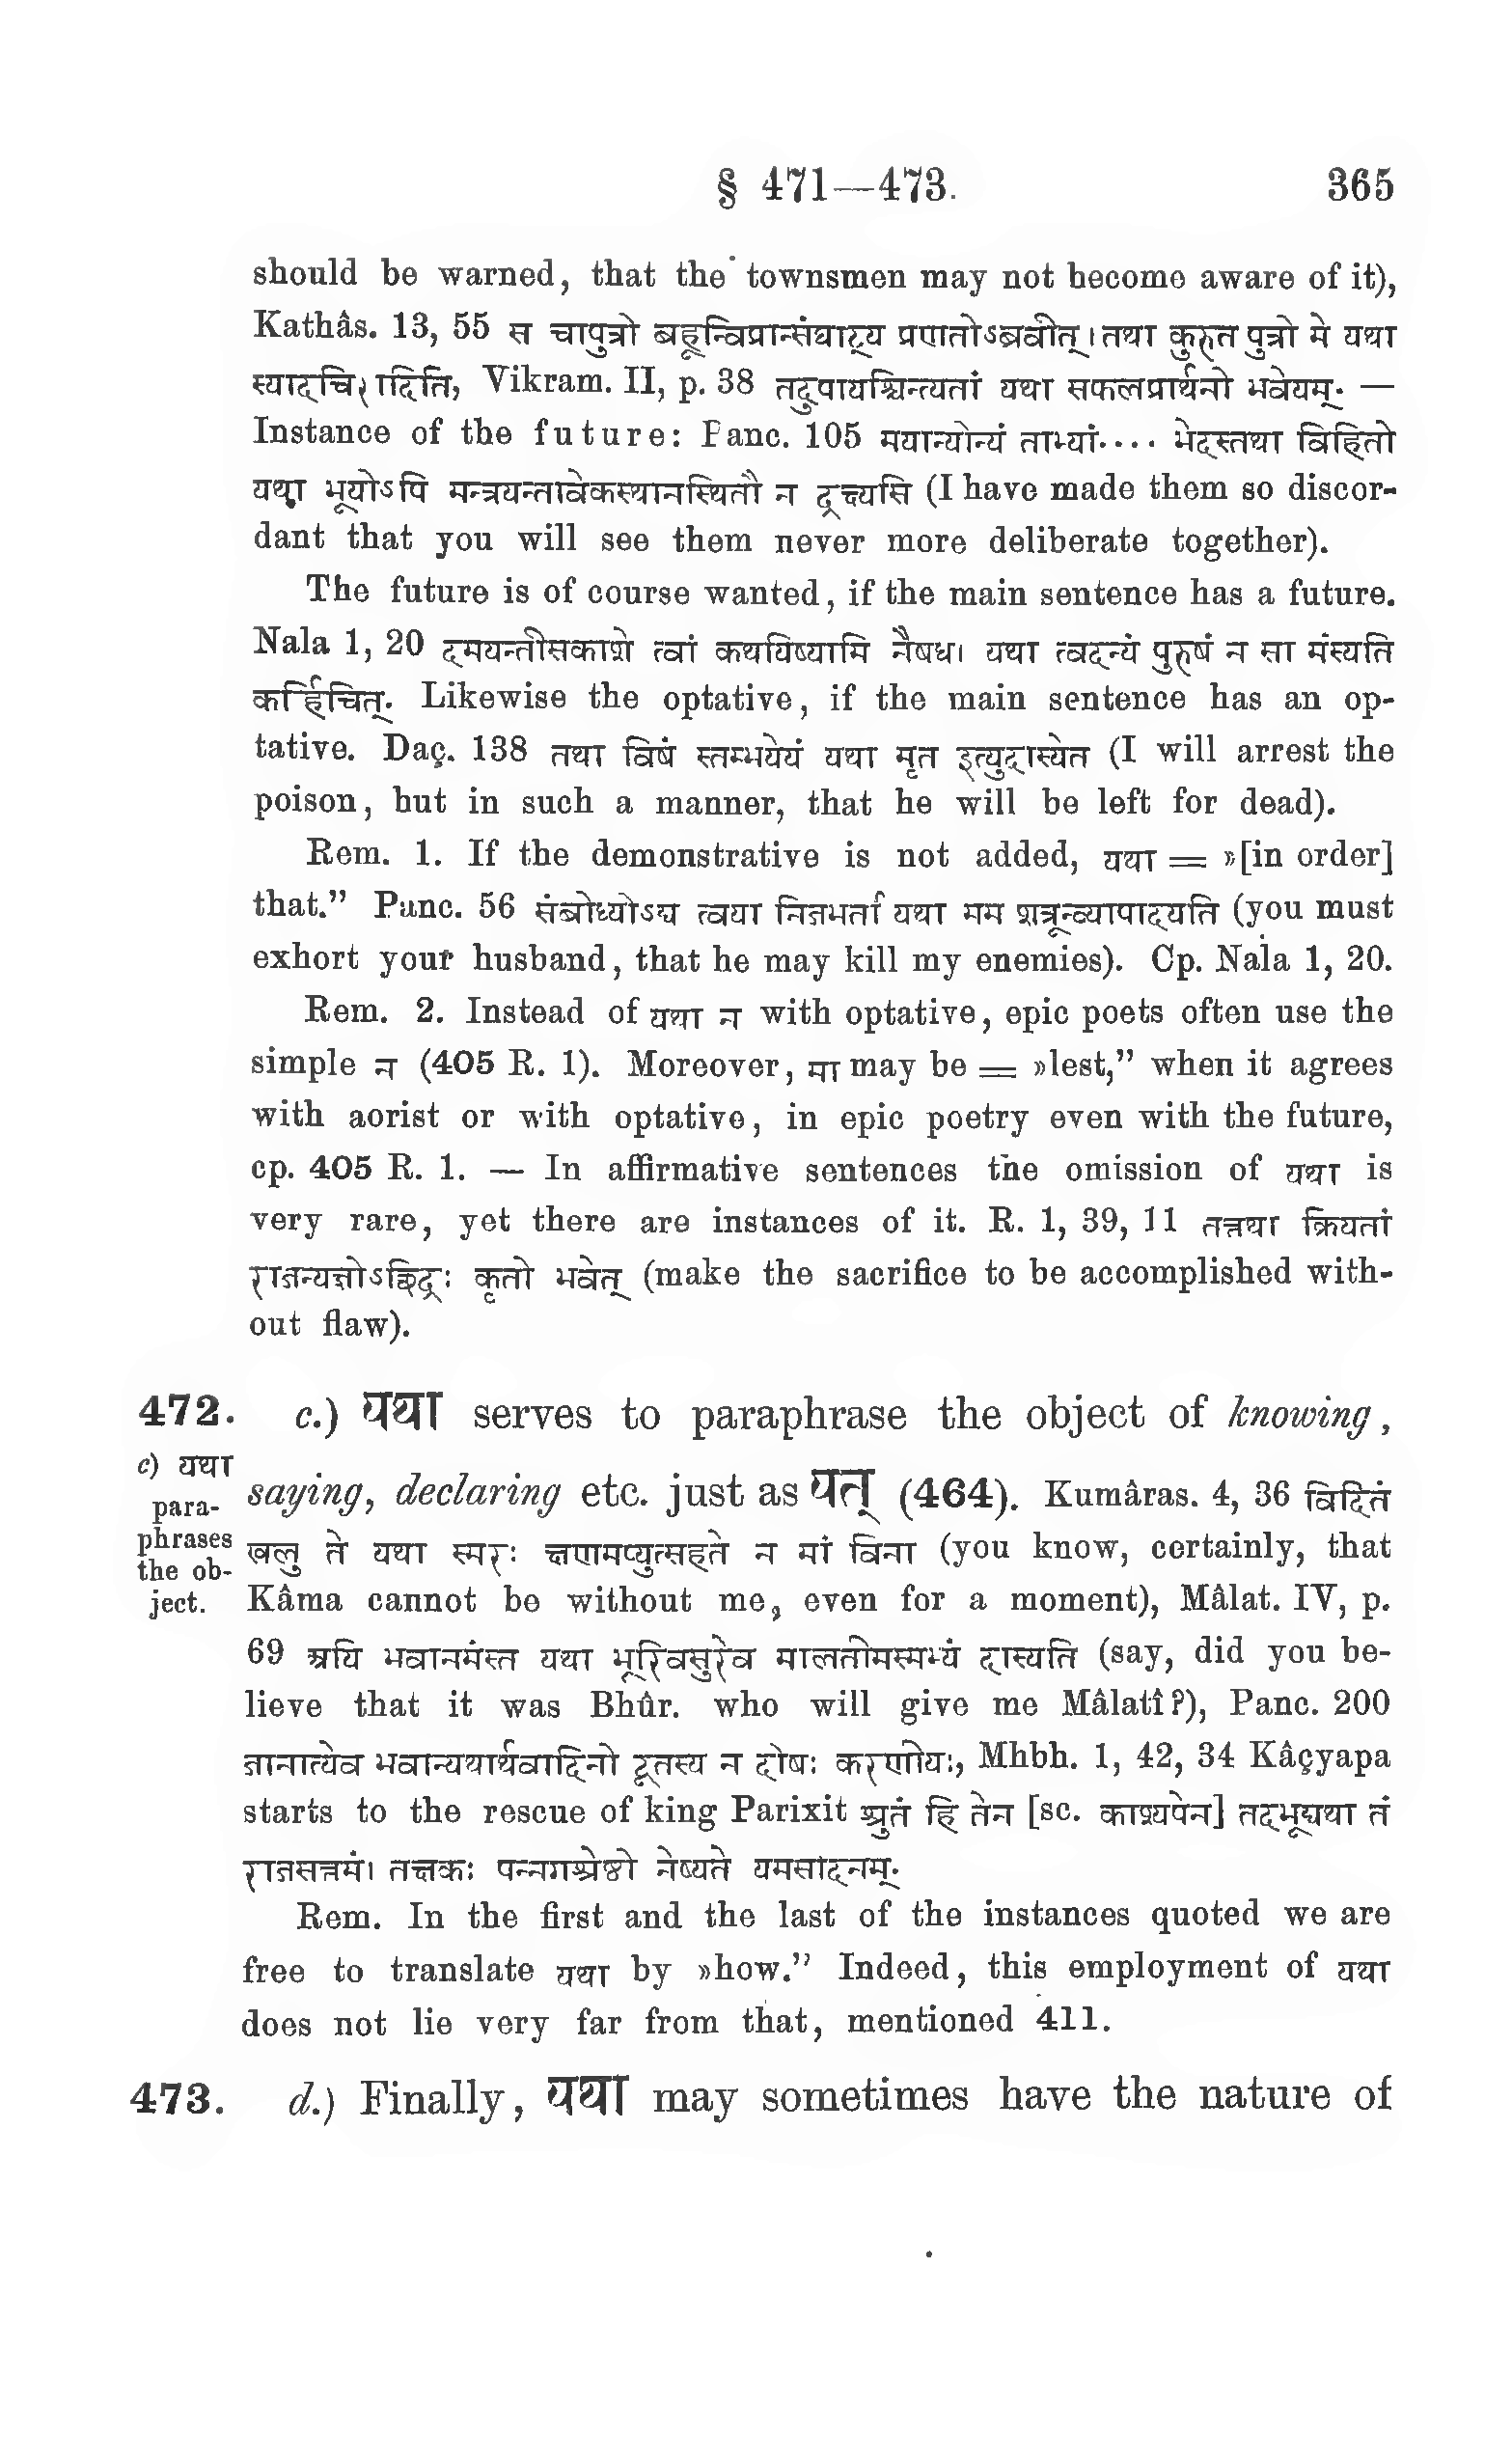 § 471—473. 365
should be warned, that the townsmen may not become aware of it),
Kathâs. 13, 55 स चापुत्रो बहून्विप्रान्संघाट्य प्रणतोऽब्रवीत् । तथा कुरुत पुत्रो मे यथा
स्यादचिरादिति, Vikram. II, p. 38 तदुपायश्चिन्त्यतां यथा सफलप्रार्थनो भवेयम्. —
Instance of the future: Panc. 105 मयान्योन्यं ताभ्यां.... भेदस्तथा विहितो
यथा भूयोऽपि मन्त्रयन्तावेकस्थानस्थितौ न द्रक्ष्यसि (I have made them so discor-
dant that you will see them never more deliberate together).
The future is of course wanted, if the main sentence has a future.
Nala 1, 20 दमयन्तीसकाशे त्वां कथयिष्यामि नैषध। यथा त्वदन्यं पुरुषं न सा मंस्यति
कर्हिचित्. Likewise the optative, if the main sentence has an op-
tative. Daç. 138 तथा विषं स्तम्भयेयं यथा मृत इत्युदास्येत (I will arrest the
poison, but in such a manner, that he will be left for dead).
Rem. 1. If the demonstrative is not added, यथा = »[in order]
that.” Panc. 56 संबोध्योऽद्य त्वया निजभर्ता यथा मम शत्रून्व्यापादयति (you must
exhort your husband, that he may kill my enemies). Cp. Nala 1, 20.
Rem. 2. Instead of यथा न with optative, epic poets often use the
simple न (405 R. 1). Moreover, मा may be = »lest,” when it agrees
with aorist or with optative, in epic poetry even with the future,
cp. 405 R. 1. — In affirmative sentences the omission of यथा is
very rare, yet there are instances of it. R. 1, 39, 11 तत्तथा क्रियतां
राजन्यज्ञोऽछिद्रः कृतो भवेत् (make the sacrifice to be accomplished with-
out flaw).
472. c.) यथा serves to paraphrase the object of knowing,
c) यथा
para-
phrases
the ob-
ject.
saying, declaring etc. just as यत् (464). Kumâras. 4, 36 विदितं
खलु ते यथा स्मरः क्षणमप्युत्सहते न मां विना (you know, certainly, that
Kâma cannot be without me, even for a moment), Mâlat. IV, p.
69 अयि भवानमंस्त यथा भूरिवसुरेव मालतीमस्मभ्यं दास्यति (say, did you be-
lieve that it was Bhûr. who will give me Mâlatî?), Panc. 200
जानात्येव भवान्यथार्थवादिनो दूतस्य न दोषः करणीयः, Mhbh. 1, 42, 34 Kâçyapa
starts to the rescue of king Parixit श्रुतं हि तेन [sc. काश्यपेन] तदभूद्यथा तं
राजसत्तमं। तक्षकः पन्नगश्रेष्ठो नेष्यते यमसादनम्.
Rem. In the first and the last of the instances quoted we are
free to translate यथा by »how.” Indeed, this employment of यथा
does not lie very far from that, mentioned 411.
473. d.) Finally, यथा may sometimes have the nature of